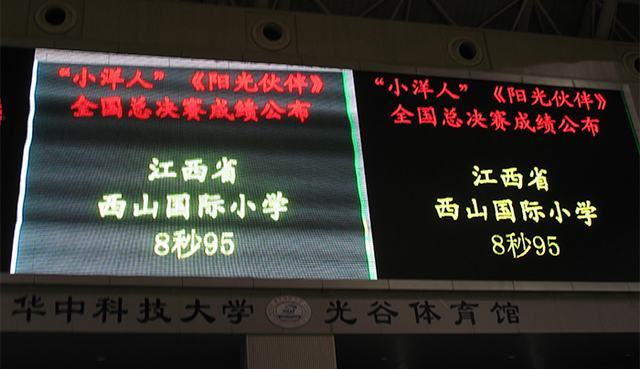 “小洋人”《阳光伙伴》
全国总决赛成绩公布
江西省
西山国际小学
8秒95
“小洋人”《阳光伙伴》
全国总决赛成绩公布
江西省
西山国际小学
8秒95
华中科技大学 光谷体育馆